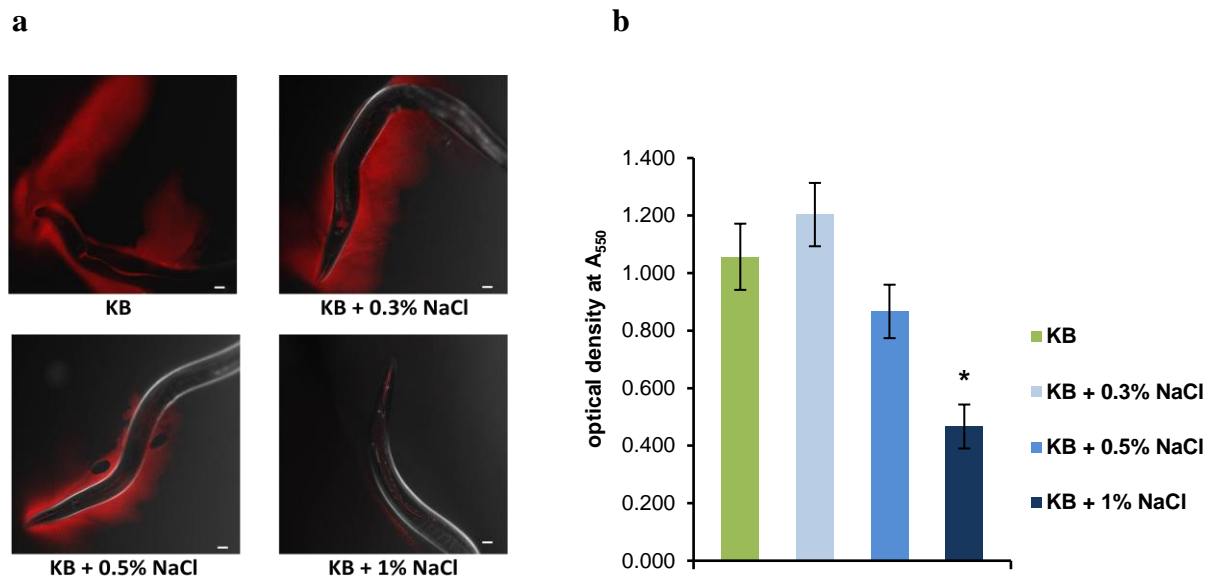 a
KB
KB + 0.3% NaCl
KB + 0.5% NaCl
KB + 1% NaCl
b
optical density at A550
1.400
1.200
1.000
0.800
0.600
0.400
0.200
0.000
*
KB
KB + 0.3% NaCl
KB + 0.5% NaCl
KB + 1% NaCl